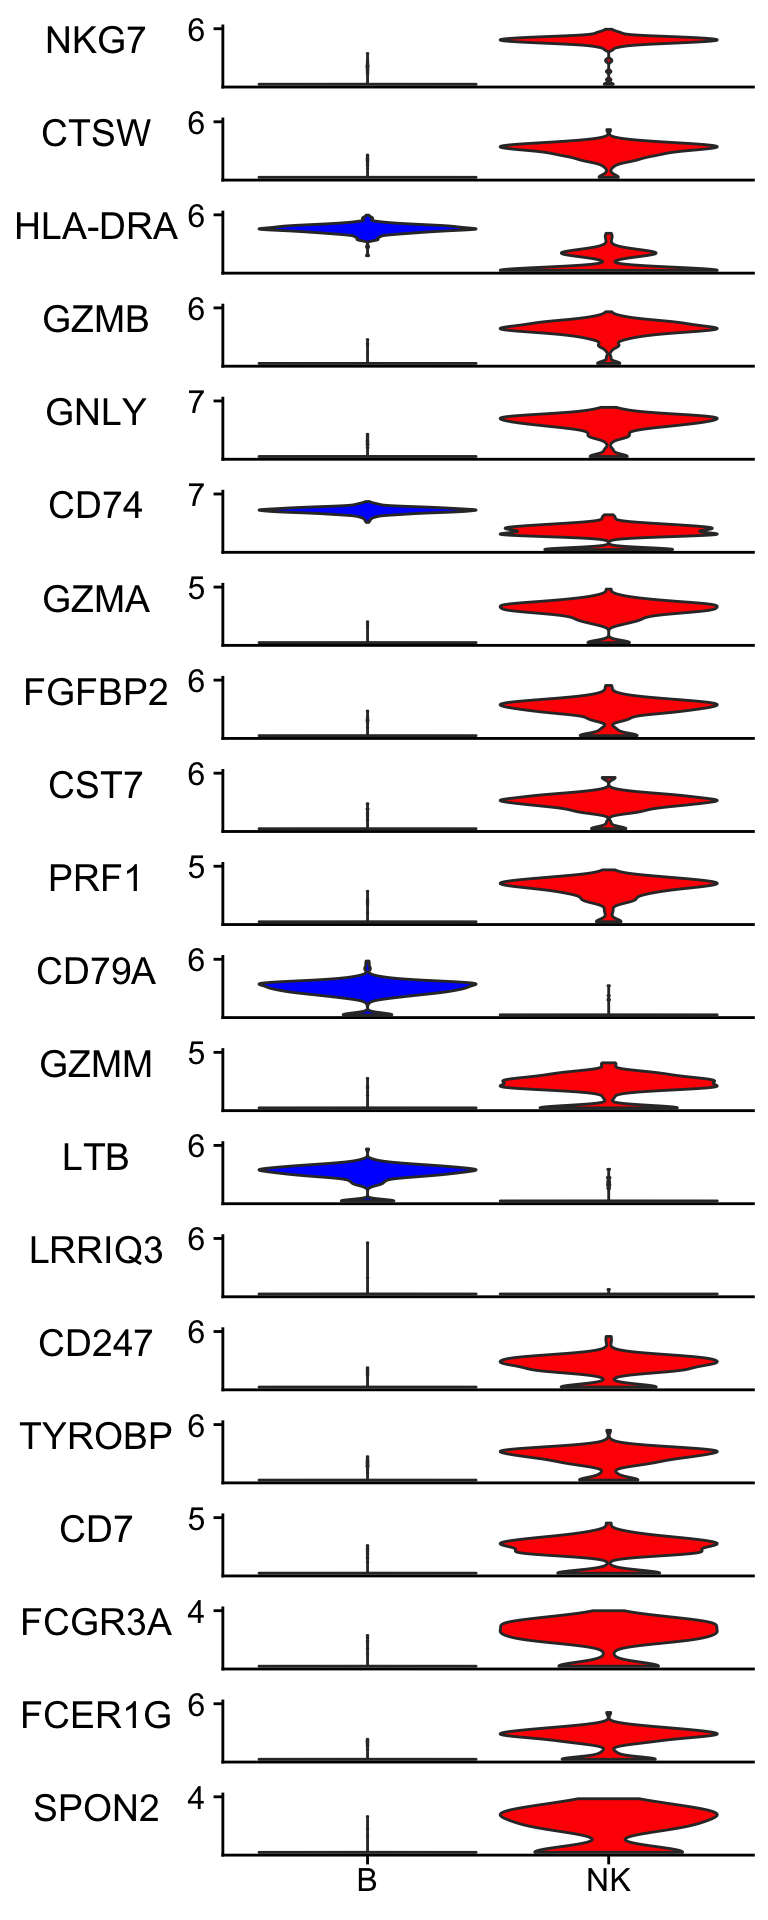 NKG7 6
CTSW 6
HLA-DRA 6
GZMB 6
GNLY 7
CD74 7
GZMA 5
FGFBP2 6
CST7 6
PRF1 5
CD79A 6
GZMM 5
LTB 6
LRRIQ3 6
CD247 6
TYROBP 6
CD7 5
FCGR3A 4
FCER1G 6
SPON2 4
B NK